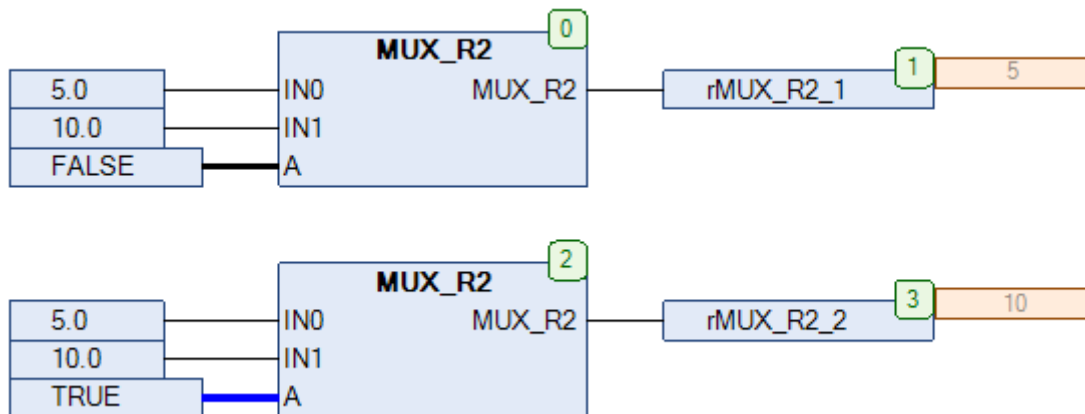 0
MUX_R2
1
5
5.0
IN0
MUX_R2
rMUX_R2_1
10.0
IN1
FALSE
A
2
MUX_R2
3
10
5.0
IN0
MUX_R2
rMUX_R2_2
10.0
IN1
TRUE
A